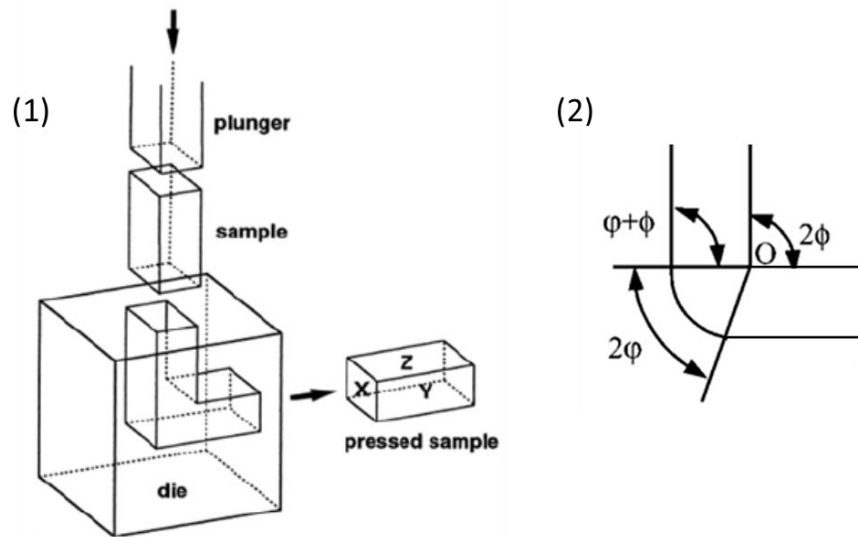 (1)
plunger
sample
die
X
Z
Y
pressed sample
(2)
φ+ϕ
O
2ϕ
2φ